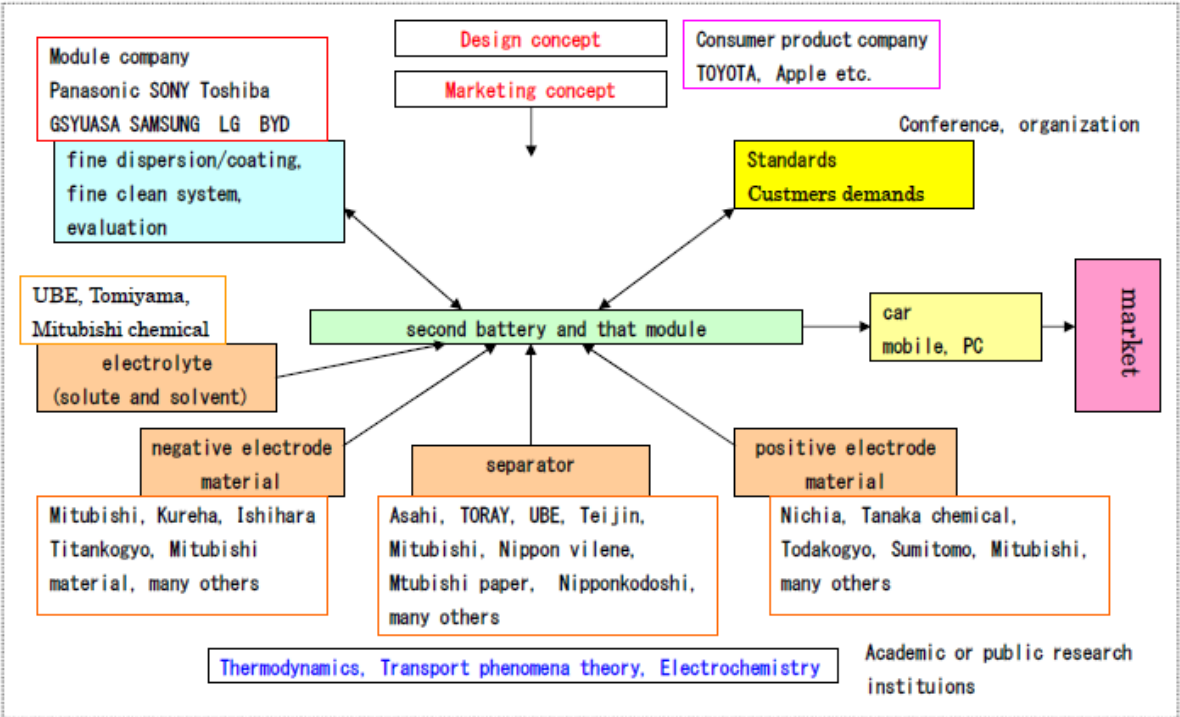 Design concept
Marketing concept
Consumer product company
TOYOTA, Apple etc.
Module company
Panasonic SONY Toshiba
GSYUASA SAMSUNG LG BYD
fine dispersion/coating,
fine clean system,
evaluation
Conference, organization
Standards
Custmers demands
UBE, Tomiyama,
Mitubishi chemical
electrolyte
(solute and solvent)
second battery and that module
car
mobile, PC
market
negative electrode
material
Mitubishi, Kureha, Ishihara
Titankogyo, Mitubishi
material, many others
separator
Asahi, TORAY, UBE, Teijin,
Mitubishi, Nippon vilene,
Mtubishi paper, Nipponkodoshi,
many others
positive electrode
material
Nichia, Tanaka chemical,
Todakogyo, Sumitomo, Mitubishi,
many others
Thermodynamics, Transport phenomena theory, Electrochemistry
Academic or public research
instituions